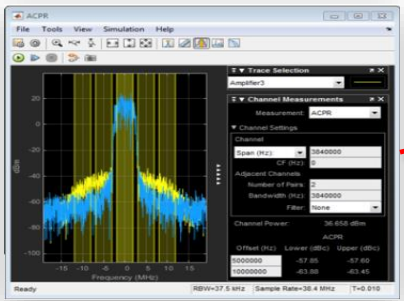 ACPR
File Tools View Simulation Help
Trace Selection
Amplifier3
Channel Measurements
Measurement: ACPR
Channel Settings
Channel
Span (Hz): 3840000
CF (Hz): 0
Adjacent Channels
Number of Pairs: 2
Bandwidth (Hz): 3840000
Filter: None
Channel Power: 36.658 dBm
ACPR
Offset (Hz) Lower (dBc) Upper (dBc)
5000000 -57.85 -57.60
10000000 -63.88 -63.45
20
0
-20
-40
-60
-80
-100
-15 -10 -5 0 5 10 15
Frequency (MHz)
Ready RBW=37.5 kHz Sample Rate=38.4 MHz T=0.010